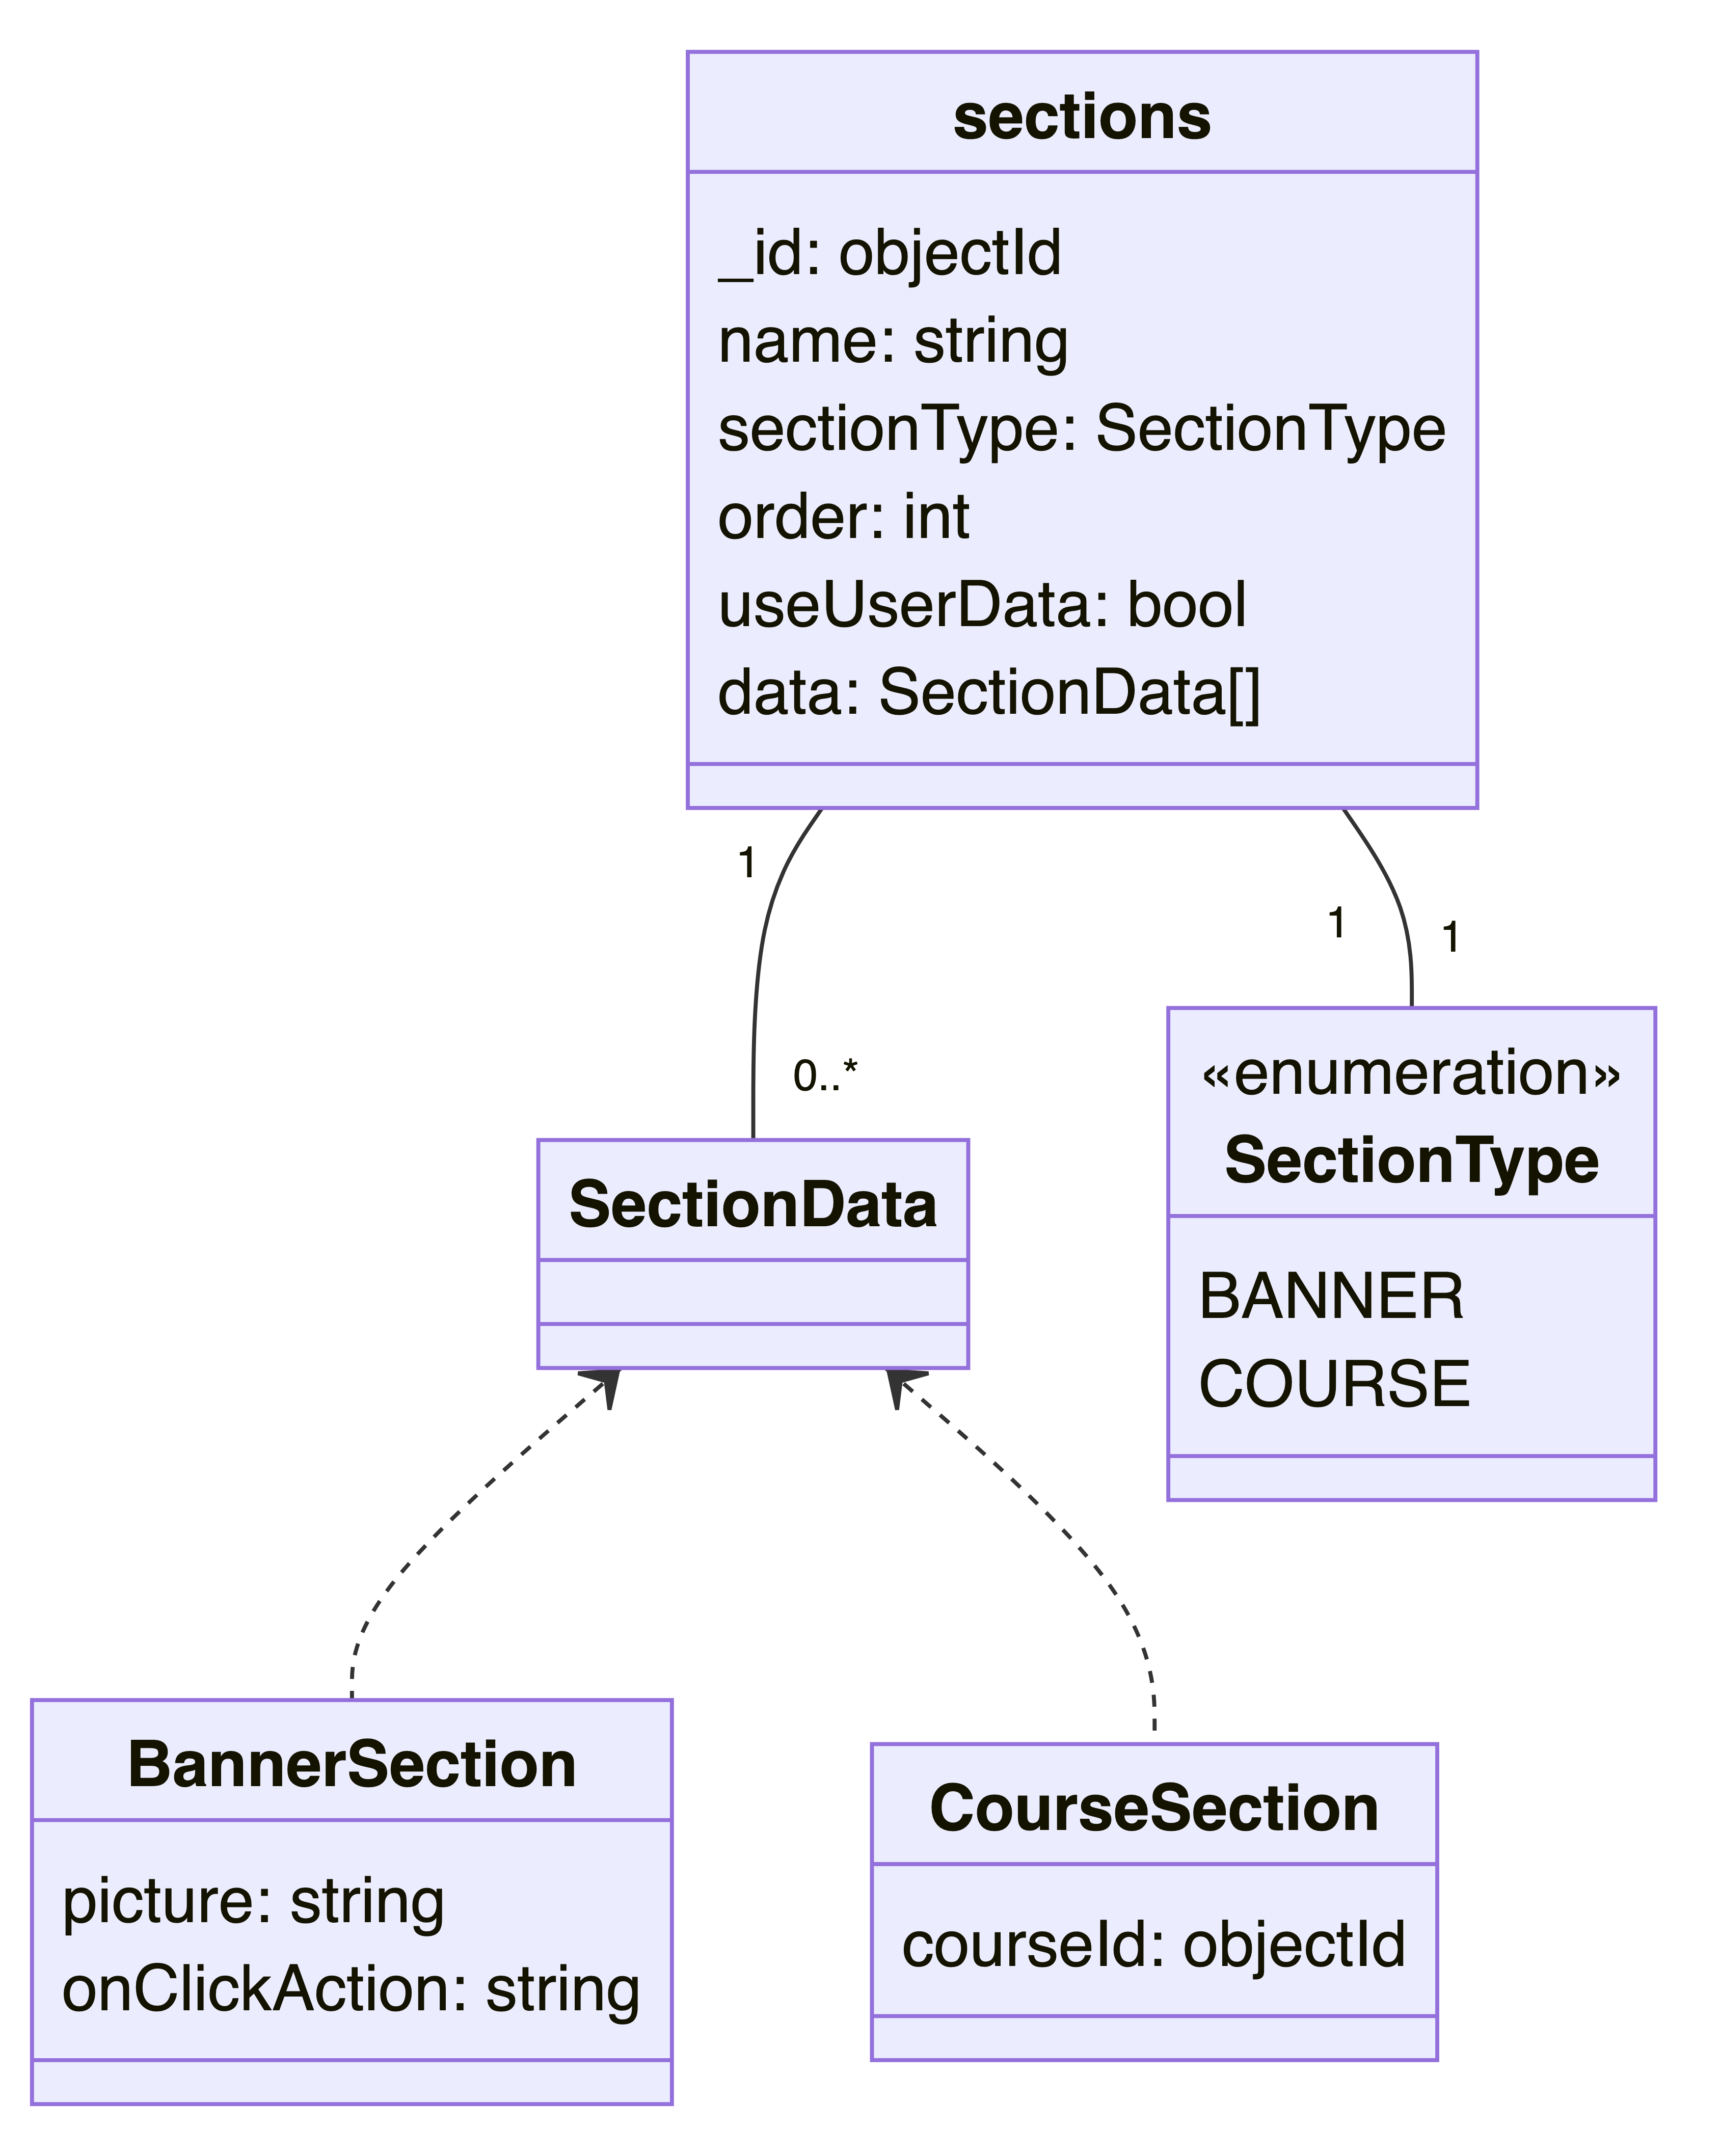 sections
_id: objectId
name: string
sectionType: SectionType
order: int
useUserData: bool
data: SectionData[]
1
1
1
0..*
«enumeration»
SectionType
BANNER
COURSE
SectionData
BannerSection
picture: string
onClickAction: string
CourseSection
courseId: objectId